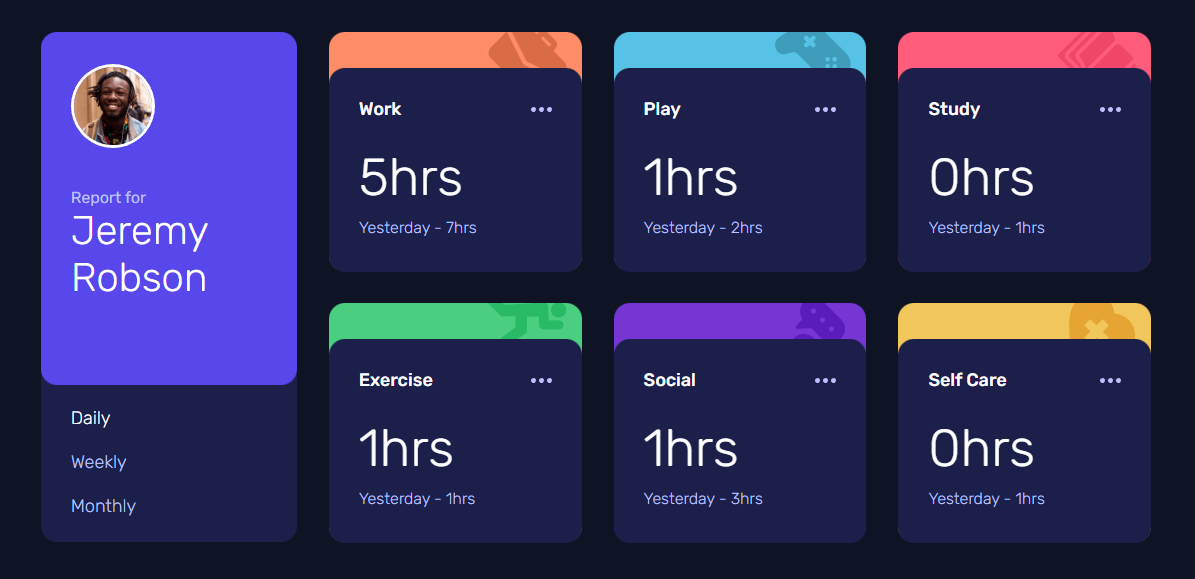 Report for
Jeremy
Robson
Daily
Weekly
Monthly
Work
5hrs
Yesterday - 7hrs
Play
1hrs
Yesterday - 2hrs
Study
0hrs
Yesterday - 1hrs
Exercise
1hrs
Yesterday - 1hrs
Social
1hrs
Yesterday - 3hrs
Self Care
0hrs
Yesterday - 1hrs